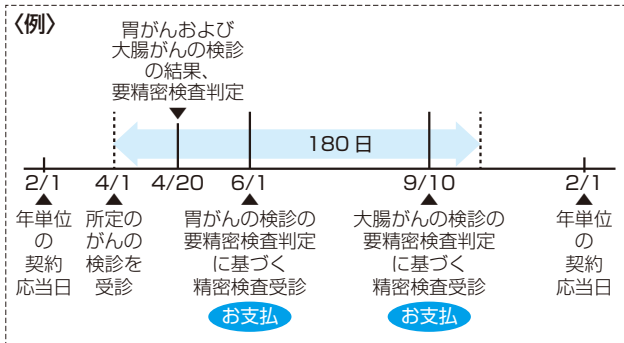 〈例〉
胃がんおよび
大腸がんの検診
の結果、
要精密検査判定
180日
2/1
4/1
4/20
6/1
9/10
2/1
年単位
の
契約
応当日
所定の
がんの
検診を
受診
胃がんの検診の
要精密検査判定
に基づく
精密検査受診
お支払
大腸がんの検診の
要精密検査判定
に基づく
精密検査受診
お支払
年単位
の
契約
応当日